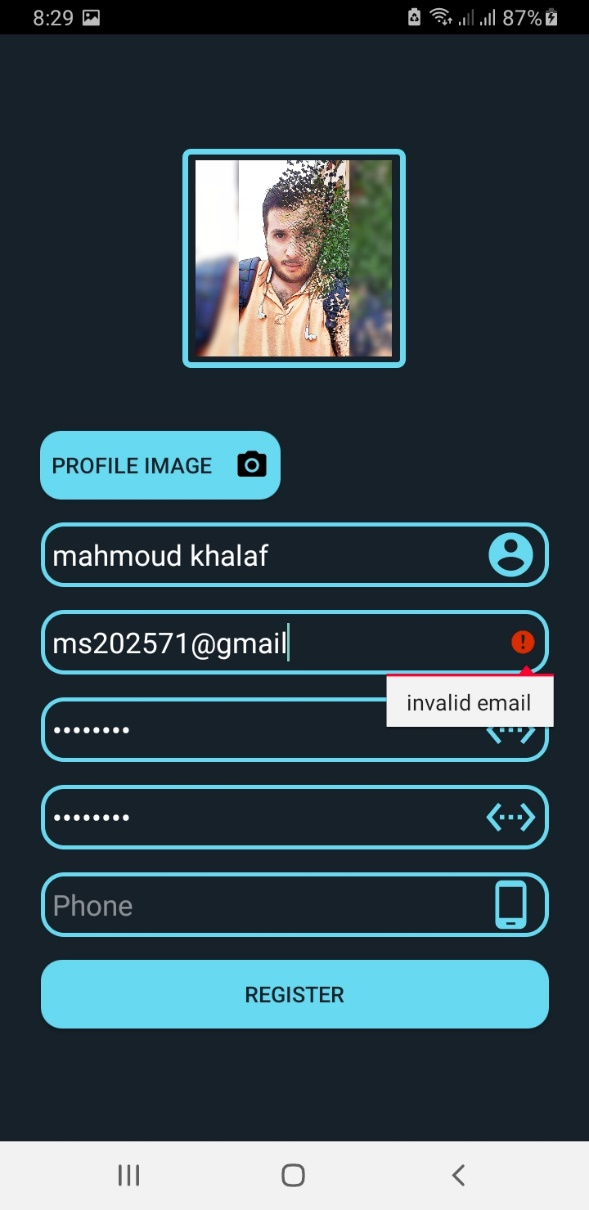 8:29 87%
PROFILE IMAGE
mahmoud khalaf
ms202571@gmail
invalid email
••••••••
••••••••
Phone
REGISTER